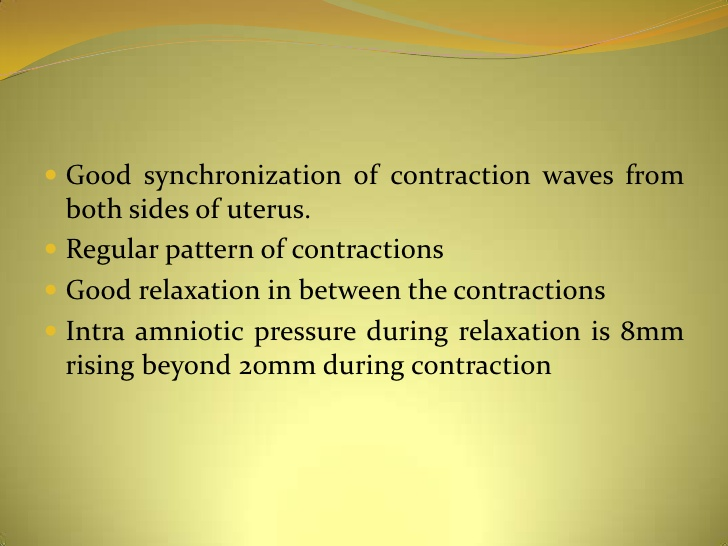 Good synchronization of contraction waves from
both sides of uterus.
Regular pattern of contractions
Good relaxation in between the contractions
Intra amniotic pressure during relaxation is 8mm
rising beyond 20mm during contraction